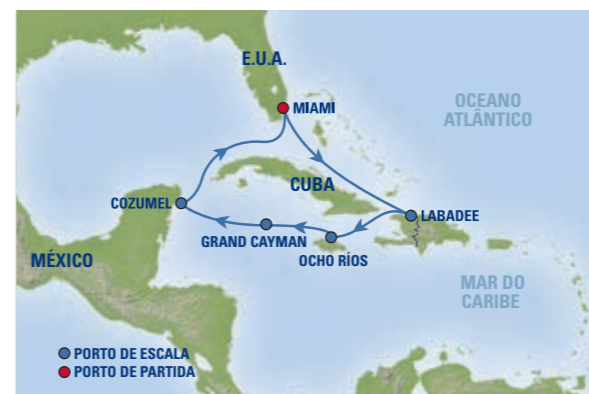 E.U.A.
MIAMI
OCEANO
ATLÂNTICO
CUBA
COZUMEL
LABADEE
GRAND CAYMAN
OCHO RÍOS
MÉXICO
MAR DO
CARIBE
PORTO DE ESCALA
PORTO DE PARTIDA